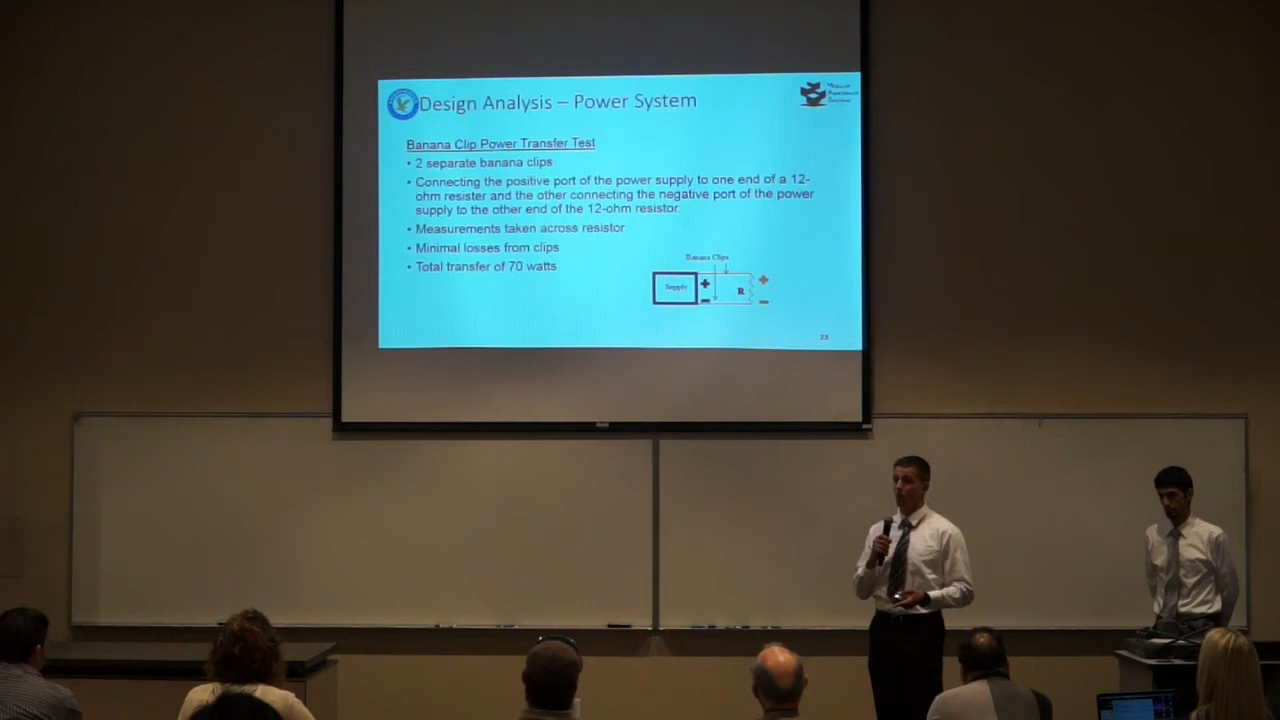 Design Analysis – Power System
Banana Clip Power Transfer Test
• 2 separate banana clips
• Connecting the positive port of the power supply to one end of a 12-
ohm resister and the other connecting the negative port of the power
supply to the other end of the 12-ohm resistor.
• Measurements taken across resistor
• Minimal losses from clips
• Total transfer of 70 watts
Banana Clips
Supply
+
+
R
–
–
23